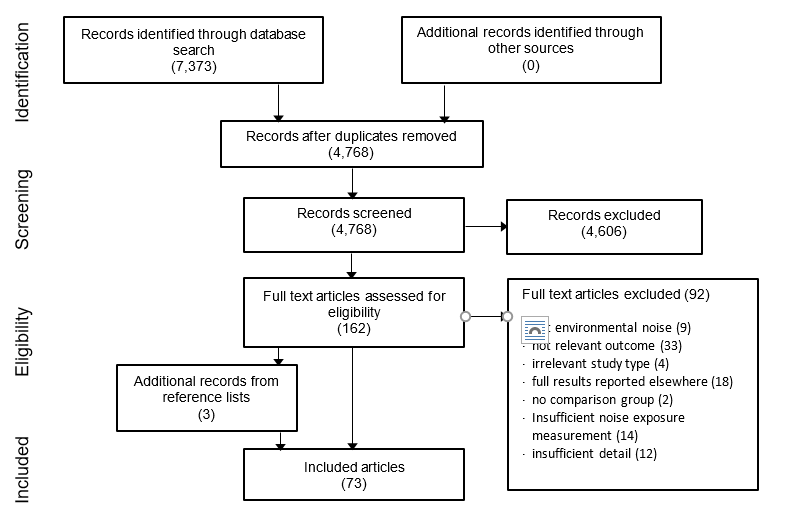 Identification
Records identified through database
search
(7,373)
Additional records identified through
other sources
(0)
Records after duplicates removed
(4,768)
Screening
Records screened
(4,768)
Records excluded
(4,606)
Eligibility
Full text articles assessed for
eligibility
(162)
Full text articles excluded (92)
environmental noise (9)
· not relevant outcome (33)
· irrelevant study type (4)
· full results reported elsewhere (18)
· no comparison group (2)
· Insufficient noise exposure
measurement (14)
· insufficient detail (12)
Additional records from
reference lists
(3)
Included
Included articles
(73)